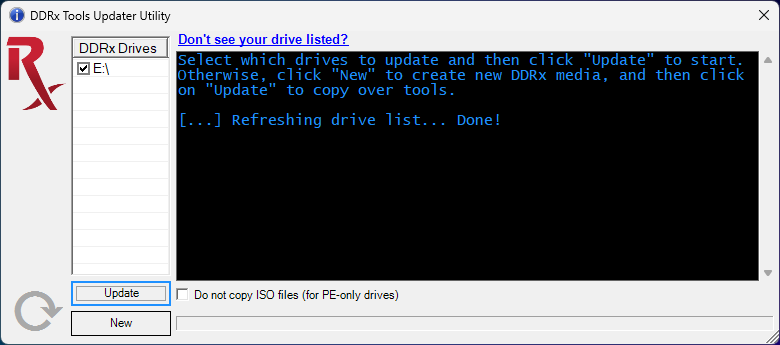 DDRx Tools Updater Utility
Don't see your drive listed?
DDRx Drives
E:\
Select which drives to update and then click "Update" to start.
Otherwise, click "New" to create new DDRx media, and then click
on "Update" to copy over tools.
[...] Refreshing drive list... Done!
Update
Do not copy ISO files (for PE-only drives)
New